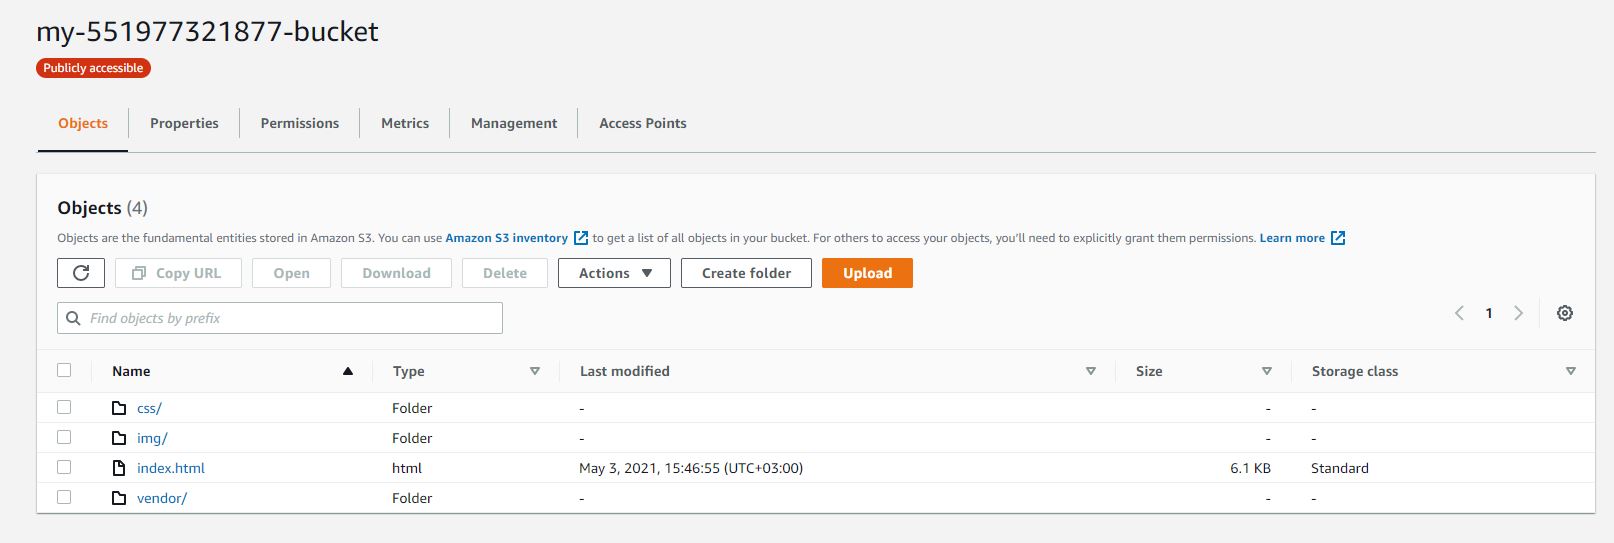 my-551977321877-bucket
Publicly accessible
Objects Properties Permissions Metrics Management Access Points
Objects (4)
Objects are the fundamental entities stored in Amazon S3. You can use Amazon S3 inventory to get a list of all objects in your bucket. For others to access your objects, you'll need to explicitly grant them permissions. Learn more
Copy URL Open Download Delete Actions Create folder Upload
Find objects by prefix 1
Name Type Last modified Size Storage class
css/ Folder - - -
img/ Folder - - -
index.html html May 3, 2021, 15:46:55 (UTC+03:00) 6.1 KB Standard
vendor/ Folder - - -